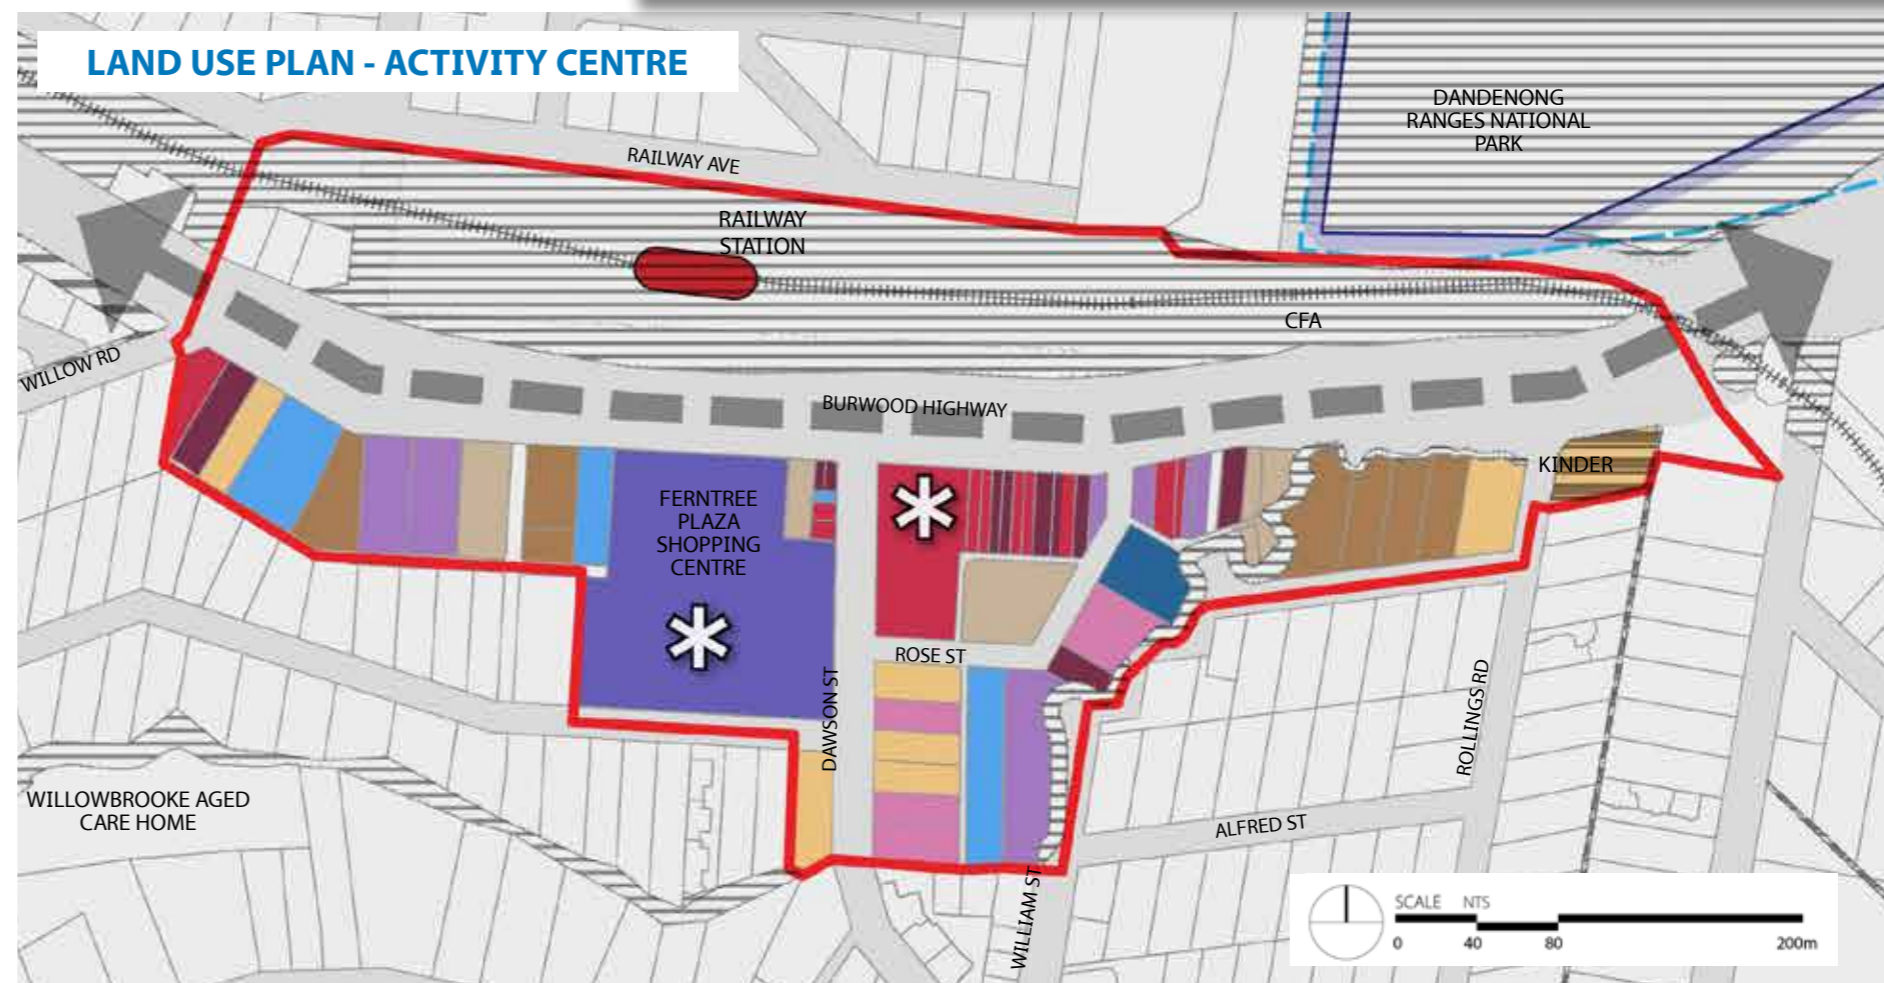 LAND USE PLAN - ACTIVITY CENTRE
DANDENONG
RANGES NATIONAL
PARK
RAILWAY AVE
RAILWAY
STATION
CFA
WILLOW RD
BURWOOD HIGHWAY
KINDER
FERNTREE
PLAZA
SHOPPING
CENTRE
ROSE ST
DAWSON ST
ROLLINGS RD
WILLOWBROOKE AGED
CARE HOME
ALFRED ST
WILLIAM ST
SCALE NTS
0 40 80 200m